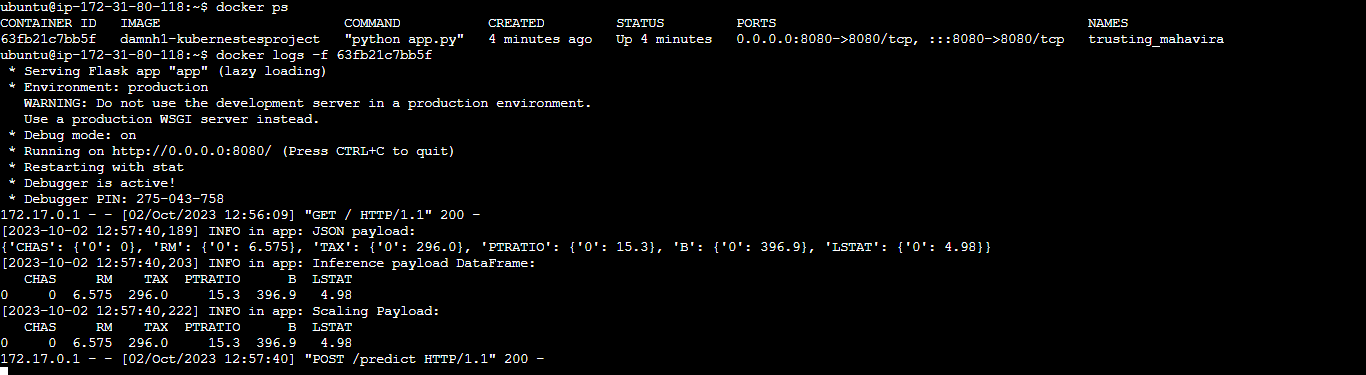 ubuntu@ip-172-31-80-118:~$ docker ps
CONTAINER ID   IMAGE                       COMMAND           CREATED         STATUS         PORTS                                       NAMES
63fb21c7bb5f   damnh1-kubernestesproject   "python app.py"   4 minutes ago   Up 4 minutes   0.0.0.0:8080->8080/tcp, :::8080->8080/tcp   trusting_mahavira
ubuntu@ip-172-31-80-118:~$ docker logs -f 63fb21c7bb5f
 * Serving Flask app "app" (lazy loading)
 * Environment: production
   WARNING: Do not use the development server in a production environment.
   Use a production WSGI server instead.
 * Debug mode: on
 * Running on http://0.0.0.0:8080/ (Press CTRL+C to quit)
 * Restarting with stat
 * Debugger is active!
 * Debugger PIN: 275-043-758
172.17.0.1 - - [02/Oct/2023 12:56:09] "GET / HTTP/1.1" 200 -
[2023-10-02 12:57:40,189] INFO in app: JSON payload:
{'CHAS': {'0': 0}, 'RM': {'0': 6.575}, 'TAX': {'0': 296.0}, 'PTRATIO': {'0': 15.3}, 'B': {'0': 396.9}, 'LSTAT': {'0': 4.98}}
[2023-10-02 12:57:40,203] INFO in app: Inference payload DataFrame:
   CHAS     RM    TAX  PTRATIO      B  LSTAT
0     0  6.575  296.0     15.3  396.9   4.98
[2023-10-02 12:57:40,222] INFO in app: Scaling Payload:
   CHAS     RM    TAX  PTRATIO      B  LSTAT
0     0  6.575  296.0     15.3  396.9   4.98
172.17.0.1 - - [02/Oct/2023 12:57:40] "POST /predict HTTP/1.1" 200 -